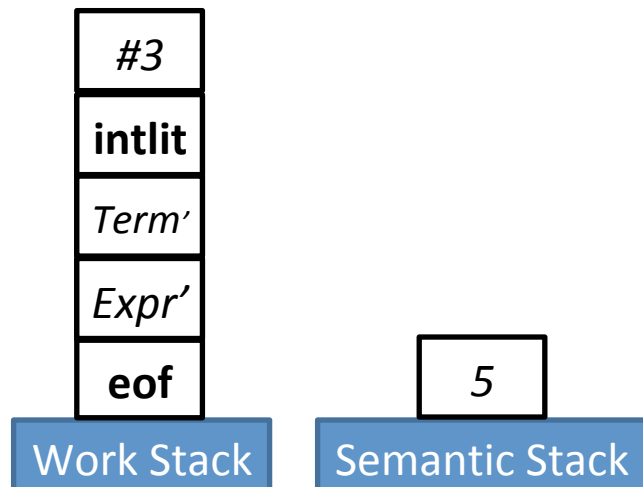 #3
intlit
Term’
Expr’
eof
5
Work Stack
Semantic Stack